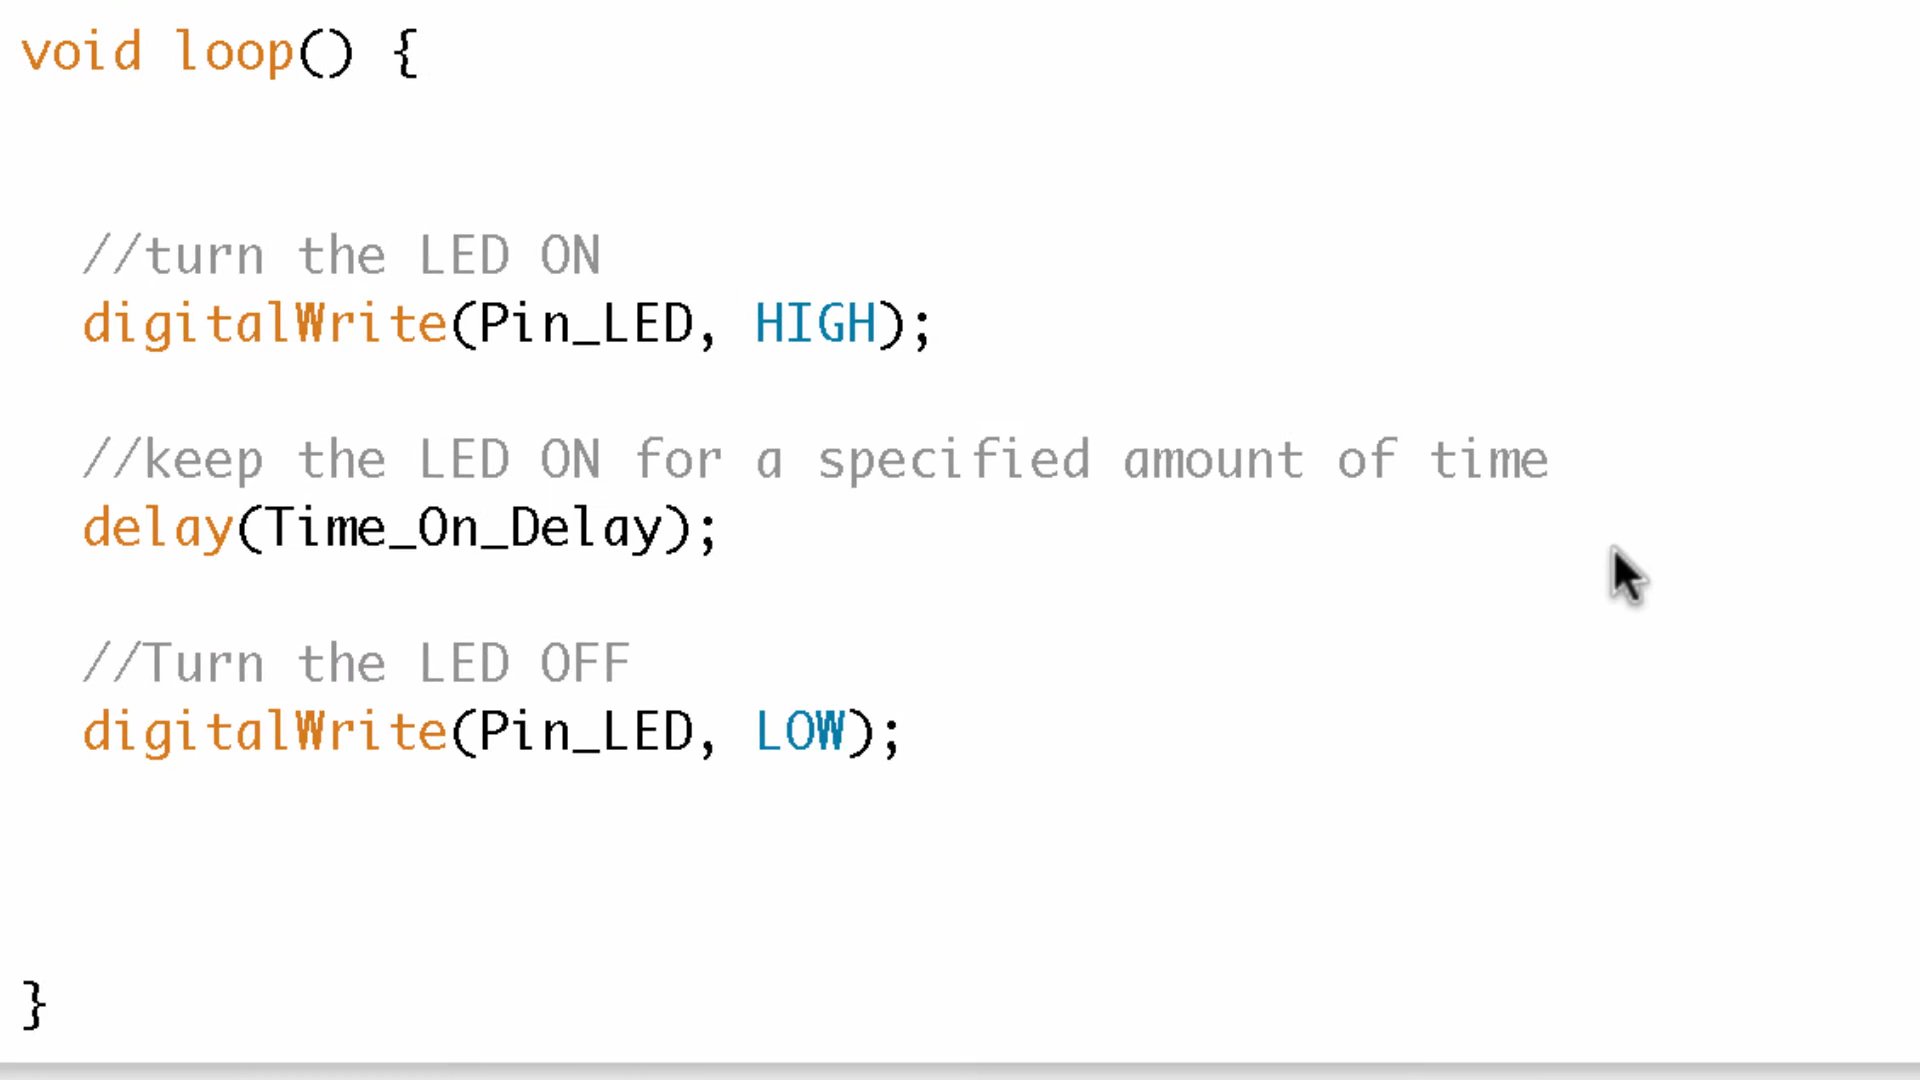 void loop() {
//turn the LED ON
digitalWrite(Pin_LED, HIGH);
//keep the LED ON for a specified amount of time
delay(Time_On_Delay);
//Turn the LED OFF
digitalWrite(Pin_LED, LOW);
}